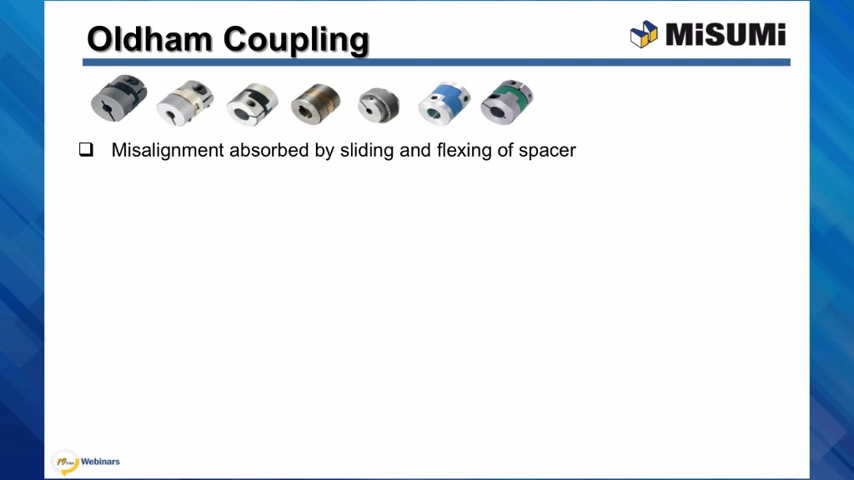 Oldham Coupling
MiSUMi
Misalignment absorbed by sliding and flexing of spacer
Webinars